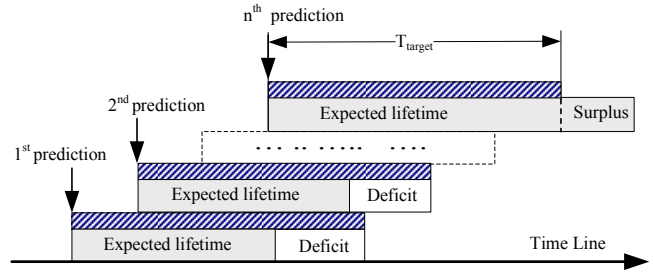 nth prediction
Ttarget
2nd prediction
Expected lifetime Surplus
1st prediction
... .. ..... ....
Expected lifetime Deficit
Expected lifetime Deficit
Time Line